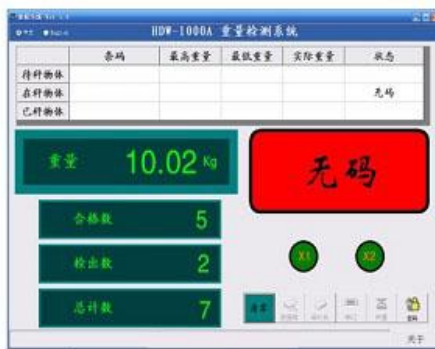 HDW-1000A 重量检测系统
条码 最高重量 最低重量 实际重量 状态
待秤物体
在秤物体 无码
已秤物体
重量 10.02 Kg
无码
合格数 5
检出数 2
X1 X2
总计数 7
清零
关于